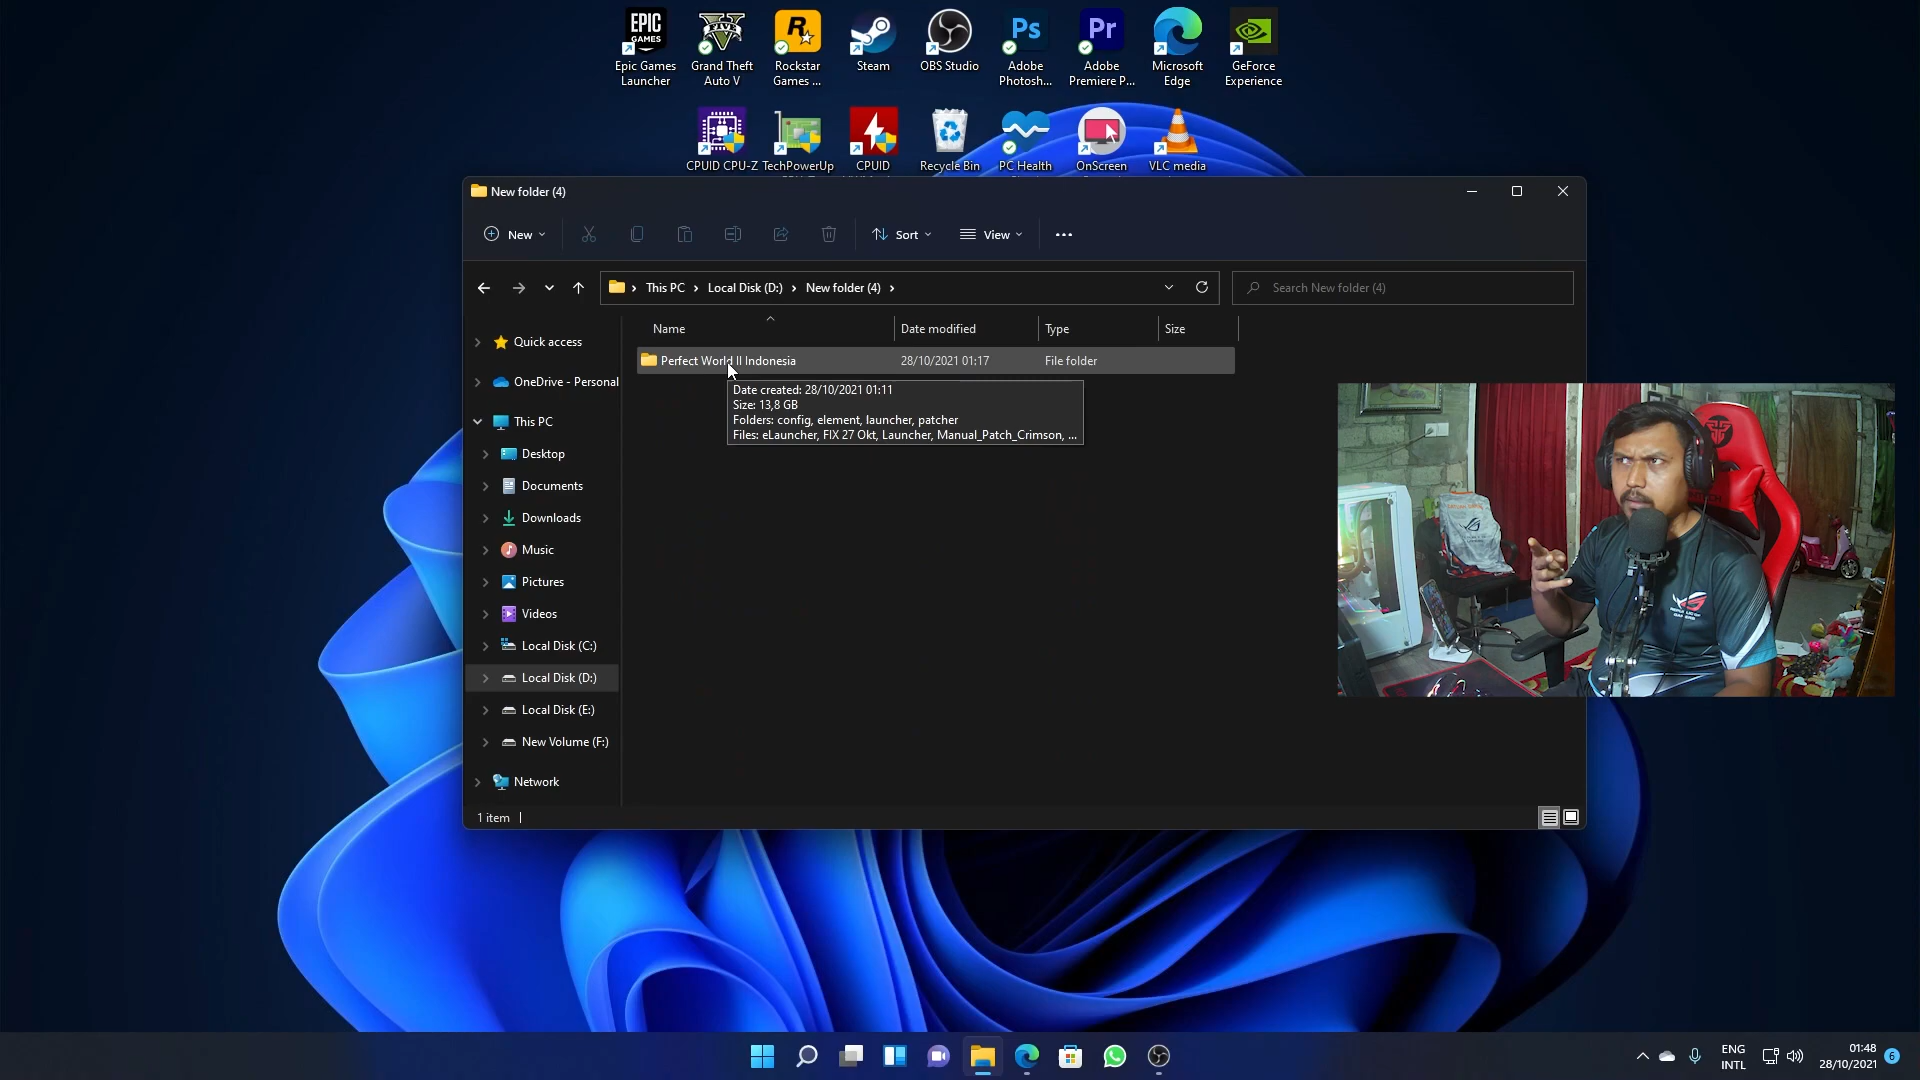 EPIC
GAMES
Epic Games
Launcher
Grand Theft
Auto V
Rockstar
Games ...
Steam
OBS Studio
Ps
Adobe
Photosh...
Pr
Adobe
Premiere P...
Microsoft
Edge
GeForce
Experience
CPUID CPU-Z
TechPowerUp
CPUID
Recycle Bin
PC Health
OnScreen
VLC media
New folder (4)
New
Sort
View
This PC
Local Disk (D:)
New folder (4)
Search New folder (4)
Name
Date modified
Type
Size
Perfect World II Indonesia
28/10/2021 01:17
File folder
Date created: 28/10/2021 01:11
Size: 13,8 GB
Folders: config, element, launcher, patcher
Files: eLauncher, FIX 27 Okt, Launcher, Manual_Patch_Crimson, ...
Quick access
OneDrive - Personal
This PC
Desktop
Documents
Downloads
Music
Pictures
Videos
Local Disk (C:)
Local Disk (D:)
Local Disk (E:)
New Volume (F:)
Network
1 item
ENG
INTL
01:48
28/10/2021
6